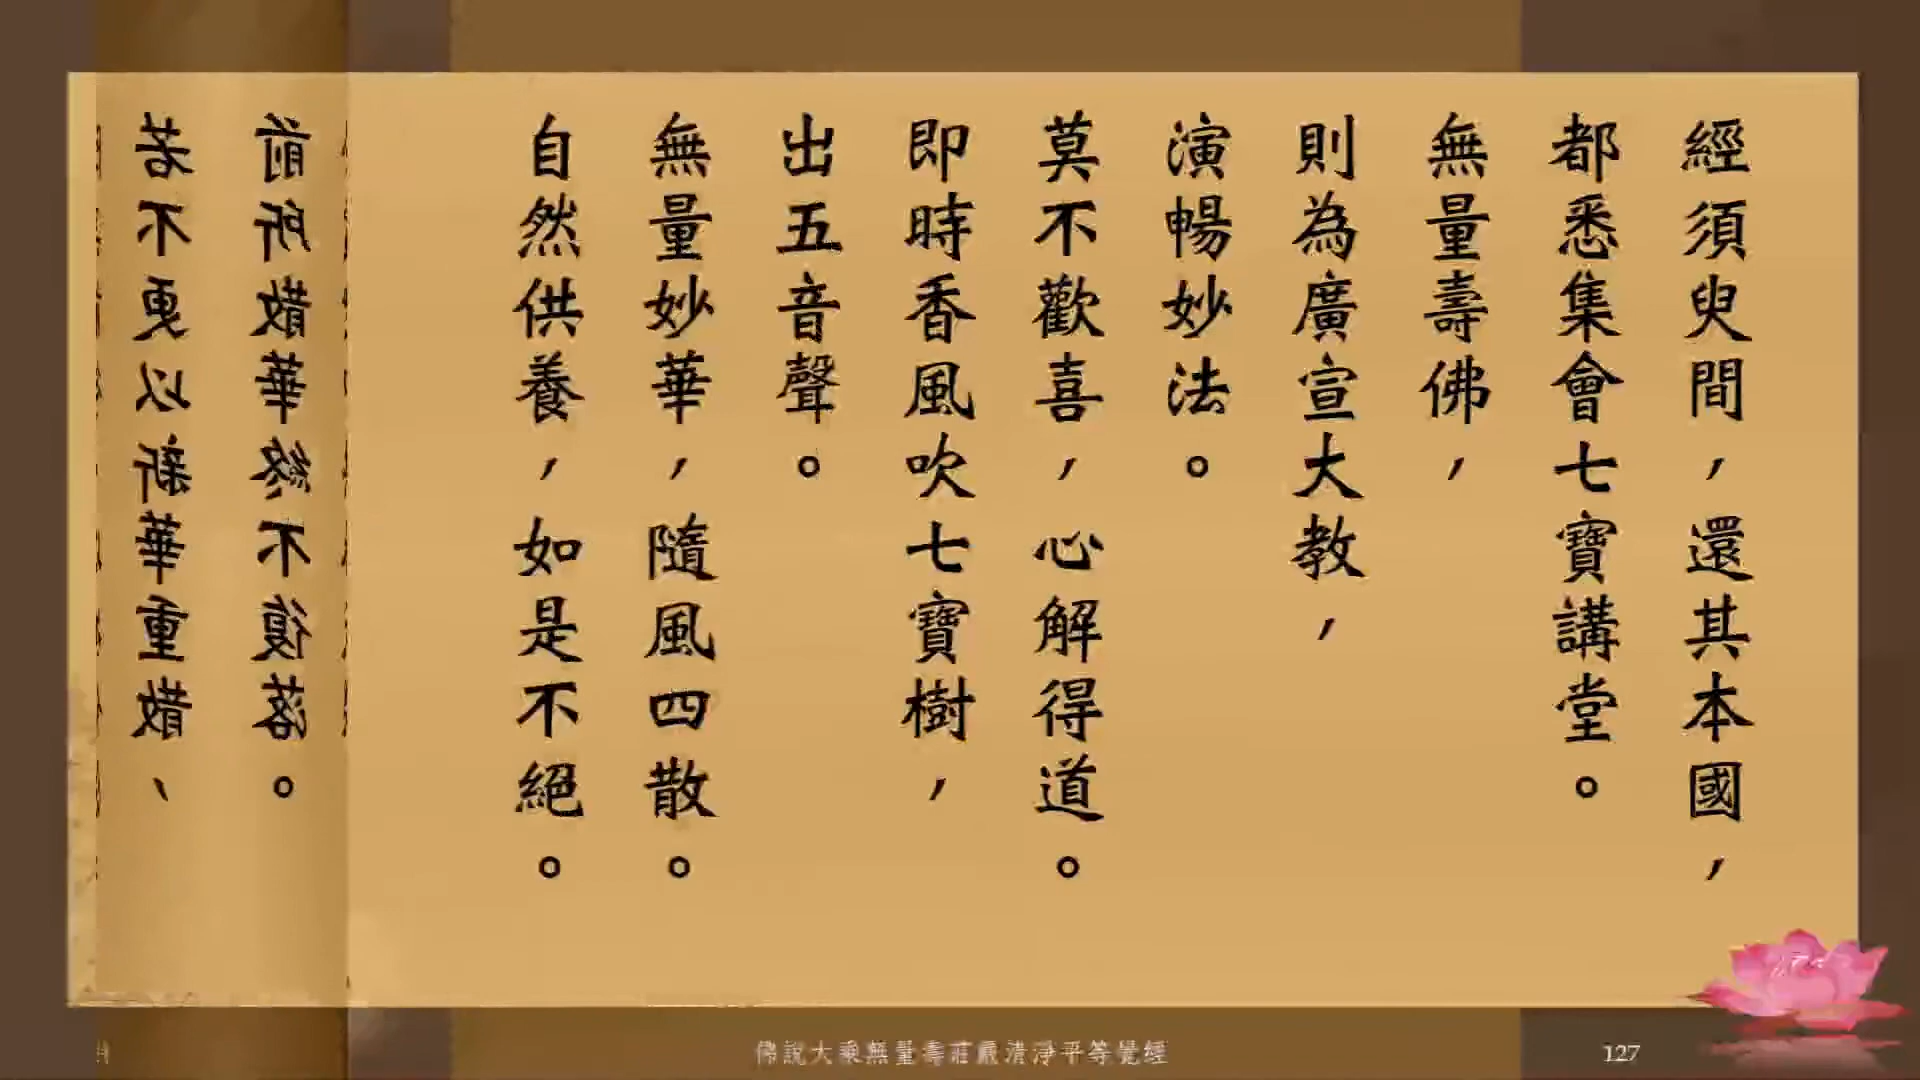 經須臾間，還其本國，
都悉集會七寶講堂。
無量壽佛，
則為廣宣大教，
演暢妙法。
莫不歡喜，心解得道。
即時香風吹七寶樹，
出五音聲。
無量妙華，隨風四散。
自然供養，如是不絕。
前所散華終不復落。
若不更以新華重散，
佛說大乘無量壽莊嚴清淨平等覺經
127